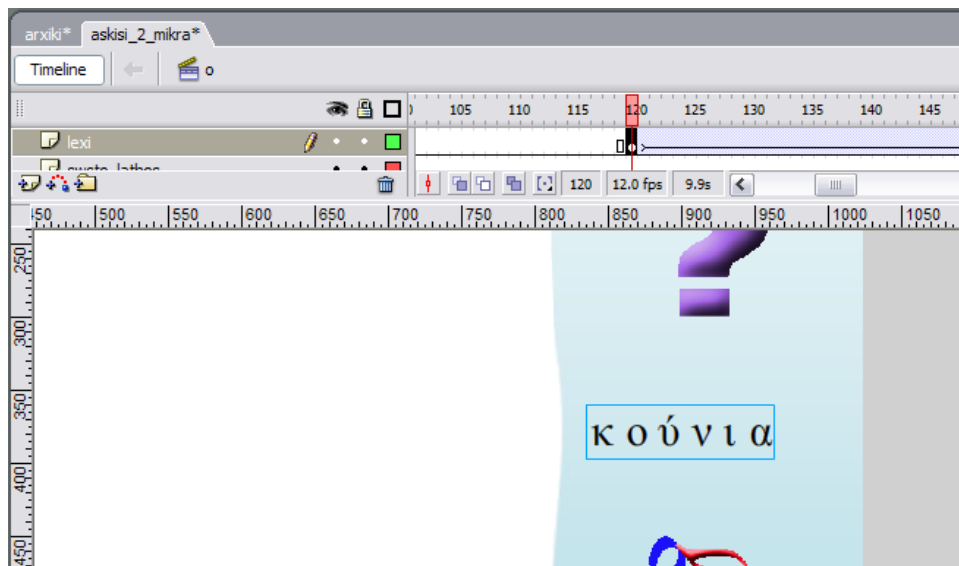 arxiki* askisi_2_mikra*
Timeline o
105 110 115 120 125 130 135 140 145
lexi
120 12.0 fps 9.9s
450 500 550 600 650 700 750 800 850 900 950 1000 1050
250
300
?
350
κ ο ύ ν ι α
400
450